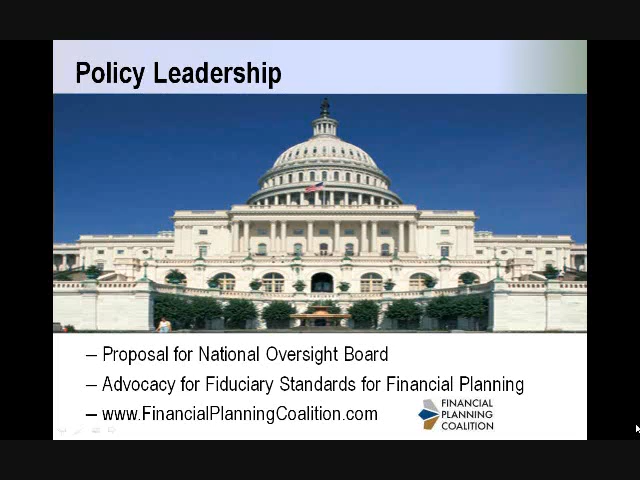 Policy Leadership
– Proposal for National Oversight Board
– Advocacy for Fiduciary Standards for Financial Planning
– www.FinancialPlanningCoalition.com
FINANCIAL
PLANNING
COALITION